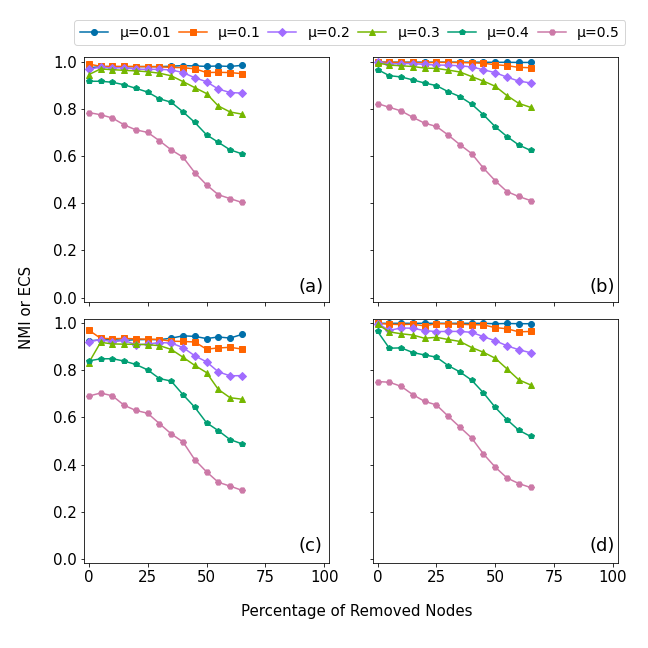 μ=0.01 μ=0.1 μ=0.2 μ=0.3 μ=0.4 μ=0.5
1.0
0.8
0.6
0.4
0.2
0.0
(a)
(b)
NMI or ECS
1.0
0.8
0.6
0.4
0.2
0.0
(c)
(d)
0 25 50 75 100 0 25 50 75 100
Percentage of Removed Nodes